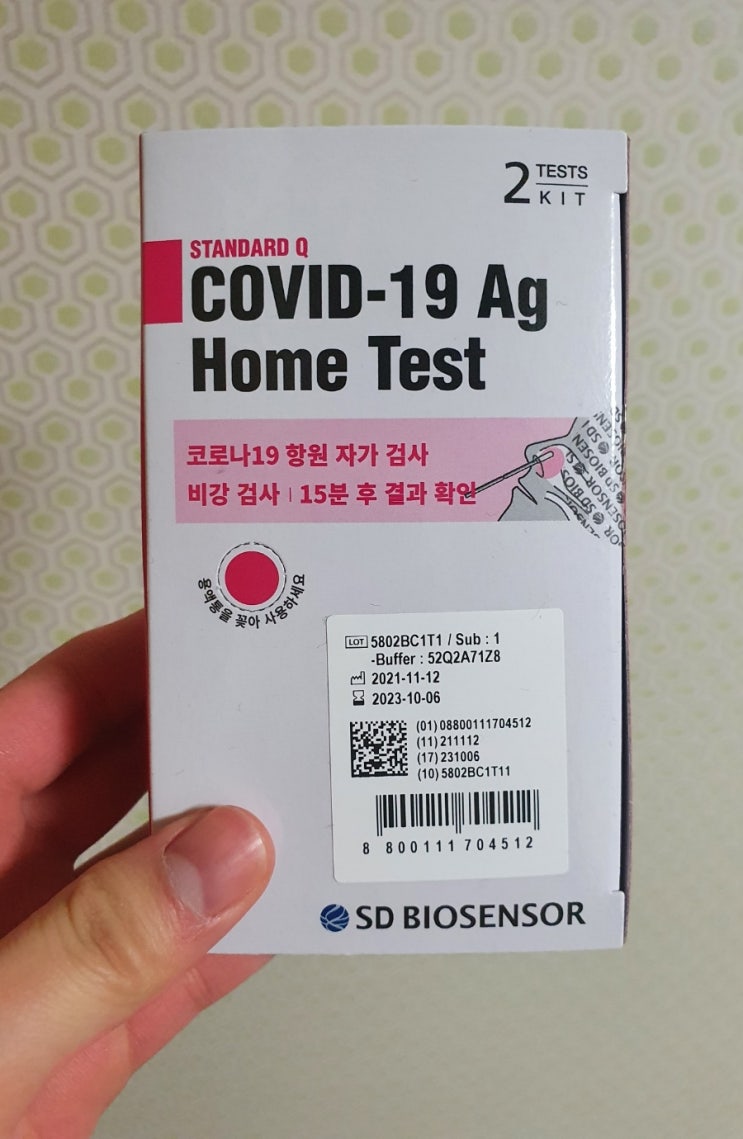 2 TESTS
KIT
STANDARD Q
COVID-19 Ag
Home Test
코로나19 항원 자가 검사
비강 검사 | 15분 후 결과 확인
SD BIOSENSOR
용액통을 꽂아 사용하세요
LOT 5802BC1T1 / Sub : 1
-Buffer : 52Q2A71Z8
2021-11-12
2023-10-06
(01) 08800111704512
(11) 211112
(17) 231006
(10) 5802BC1T11
8 800111 704512
SD BIOSENSOR